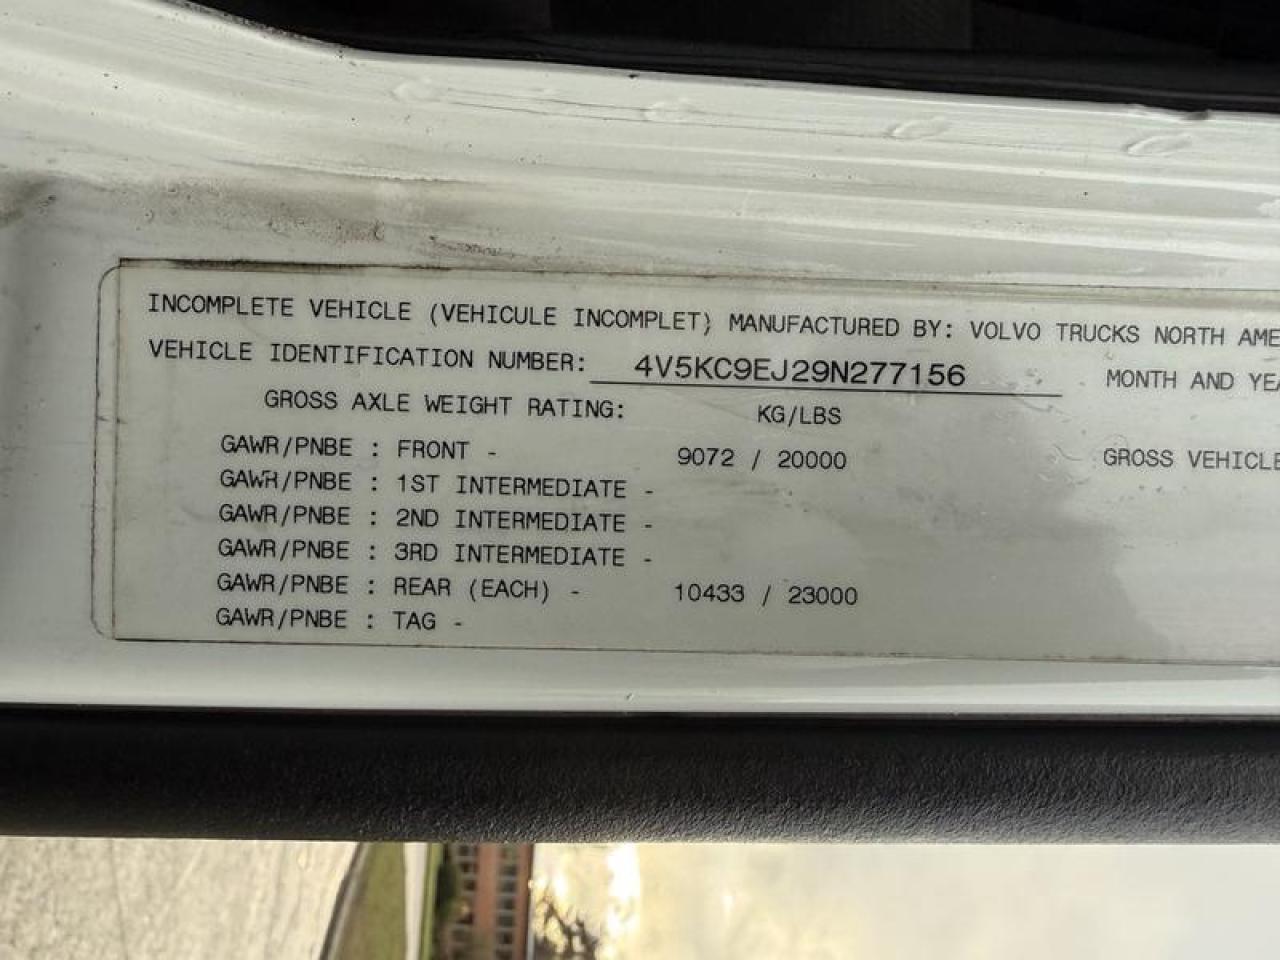 INCOMPLETE VEHICLE (VEHICULE INCOMPLET) MANUFACTURED BY: VOLVO TRUCKS NORTH AME
VEHICLE IDENTIFICATION NUMBER: 4V5KC9EJ29N277156 MONTH AND YEA
GROSS AXLE WEIGHT RATING: KG/LBS
GAWR/PNBE : FRONT - 9072 / 20000 GROSS VEHICLE
GAWR/PNBE : 1ST INTERMEDIATE -
GAWR/PNBE : 2ND INTERMEDIATE -
GAWR/PNBE : 3RD INTERMEDIATE -
GAWR/PNBE : REAR (EACH) - 10433 / 23000
GAWR/PNBE : TAG -